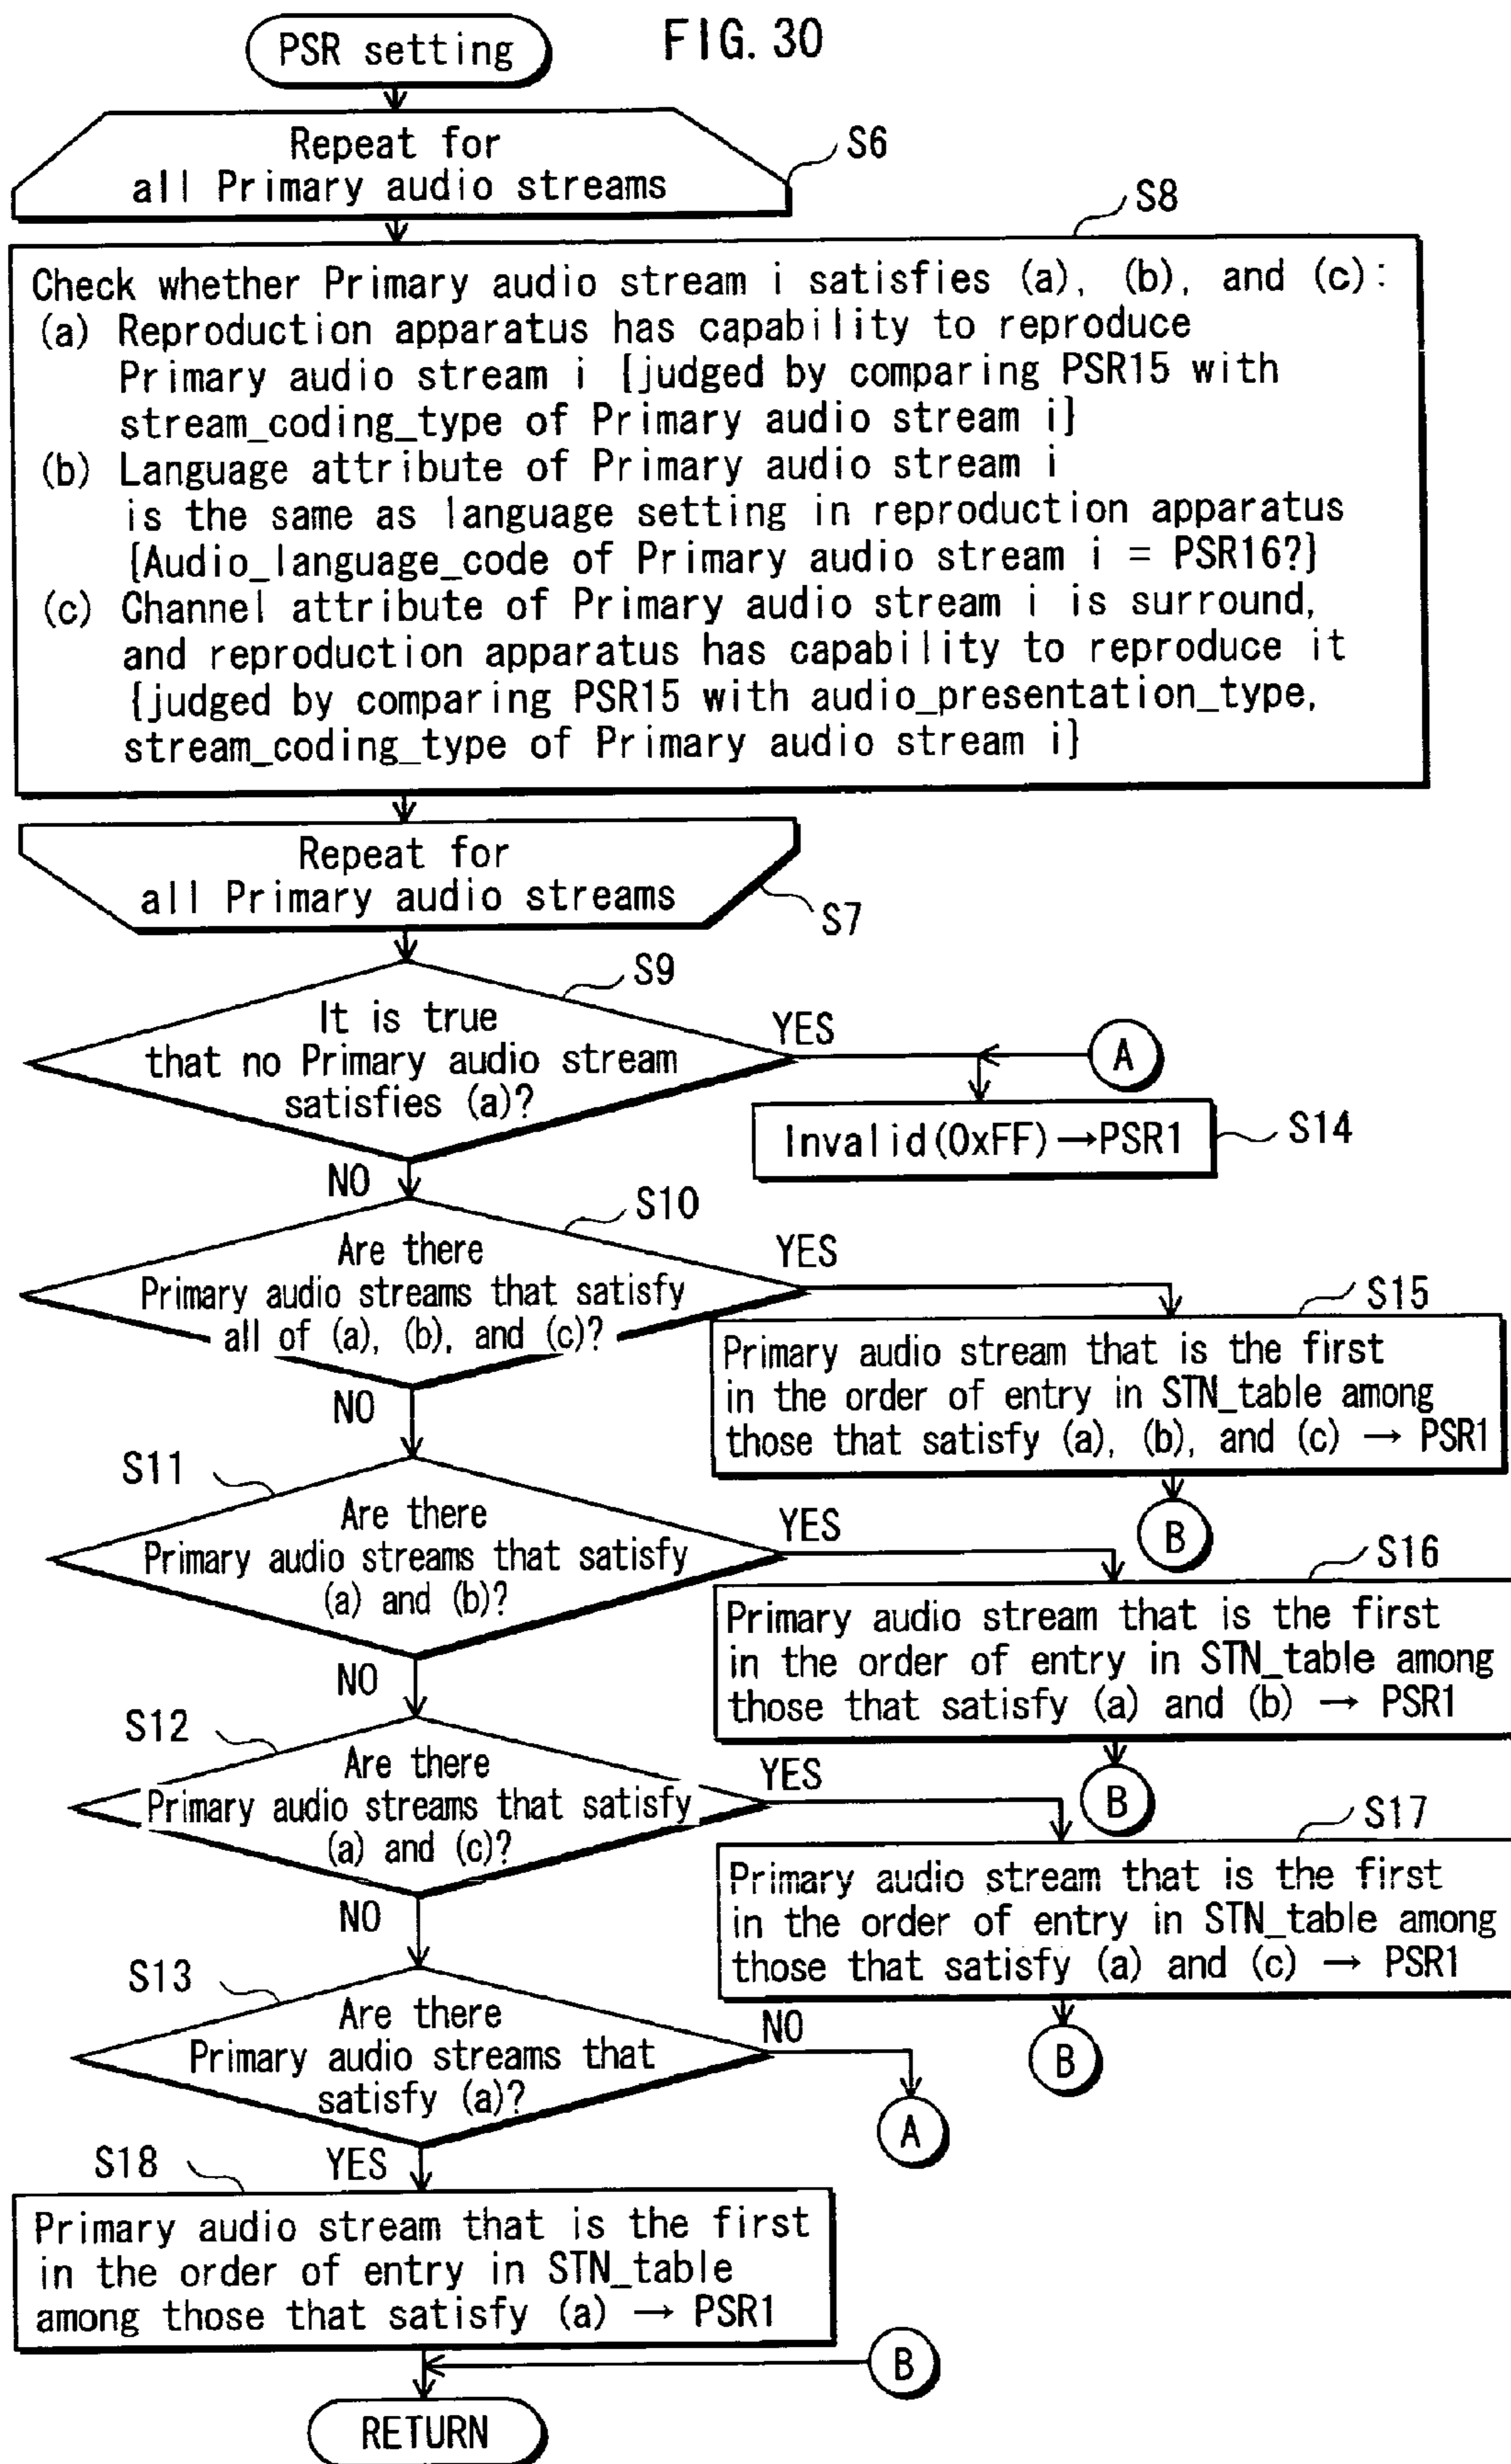 PSR setting
FIG. 30
Repeat for
all Primary audio streams
S6
S8
Check whether Primary audio stream i satisfies (a), (b), and (c):
(a) Reproduction apparatus has capability to reproduce
Primary audio stream i {judged by comparing PSR15 with
stream_coding_type of Primary audio stream i}
(b) Language attribute of Primary audio stream i
is the same as language setting in reproduction apparatus
{Audio_language_code of Primary audio stream i = PSR16?}
(c) Channel attribute of Primary audio stream i is surround,
and reproduction apparatus has capability to reproduce it
{judged by comparing PSR15 with audio_presentation_type,
stream_coding_type of Primary audio stream i}
Repeat for
all Primary audio streams
S7
S9
It is true
that no Primary audio stream
satisfies (a)?
YES
A
Invalid(0xFF)→PSR1
S14
NO
S10
Are there
Primary audio streams that satisfy
all of (a), (b), and (c)?
YES
S15
Primary audio stream that is the first
in the order of entry in STN_table among
those that satisfy (a), (b), and (c) → PSR1
B
NO
S11
Are there
Primary audio streams that satisfy
(a) and (b)?
YES
S16
Primary audio stream that is the first
in the order of entry in STN_table among
those that satisfy (a) and (b) → PSR1
B
NO
S12
Are there
Primary audio streams that satisfy
(a) and (c)?
YES
S17
Primary audio stream that is the first
in the order of entry in STN_table among
those that satisfy (a) and (c) → PSR1
B
NO
S13
Are there
Primary audio streams that
satisfy (a)?
NO
A
YES
S18
Primary audio stream that is the first
in the order of entry in STN_table
among those that satisfy (a) → PSR1
B
RETURN